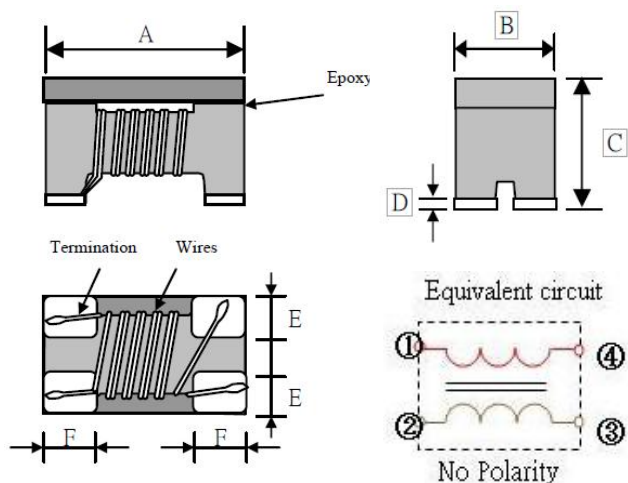 A
Epoxy
B
C
D
Termination
Wires
E
E
F
F
Equivalent circuit
①
④
②
③
No Polarity